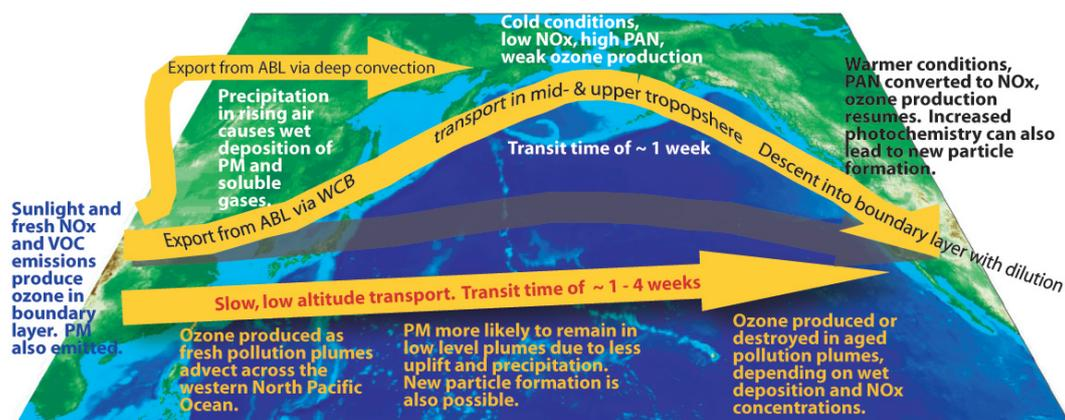 Cold conditions,
low NOx, high PAN,
weak ozone production
Export from ABL via deep convection
Precipitation
in rising air
causes wet
deposition of
PM and
soluble
gases.
transport in mid- & upper tropopshere
Transit time of ~ 1 week
Warmer conditions,
PAN converted to NOx,
ozone production
resumes. Increased
photochemistry can also
lead to new particle
formation.
Export from ABL via WCB
Descent into boundary layer with dilution
Sunlight and
fresh NOx
and VOC
emissions
produce
ozone in
boundary
layer. PM
also emitted.
Slow, low altitude transport. Transit time of ~ 1 - 4 weeks
Ozone produced as
fresh pollution plumes
advect across the
western North Pacific
Ocean.
PM more likely to remain in
low level plumes due to less
uplift and precipitation.
New particle formation is
also possible.
Ozone produced or
destroyed in aged
pollution plumes,
depending on wet
deposition and NOx
concentrations.